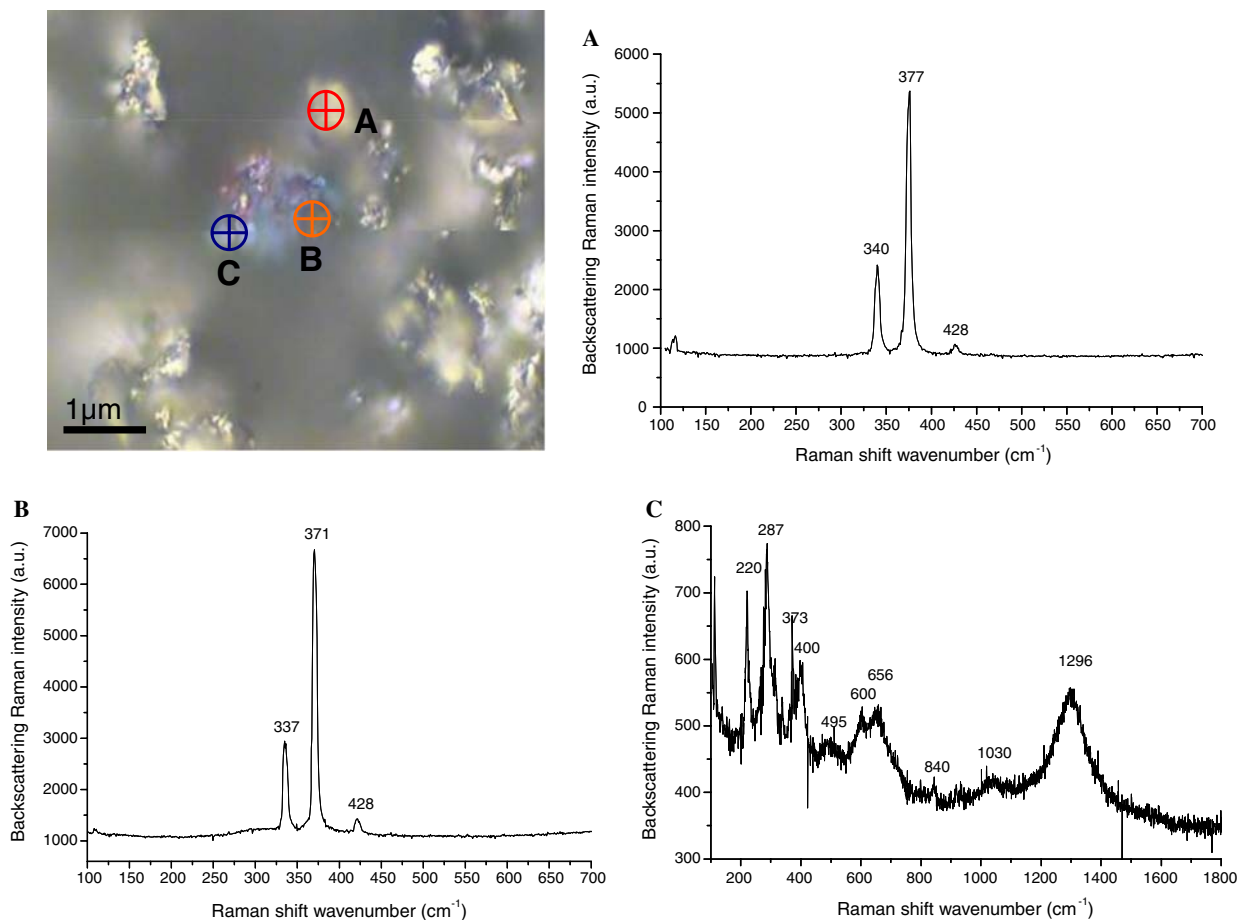 A
B
C
1µm
A
Backscattering Raman intensity (a.u.)
6000
5000
4000
3000
2000
1000
0
340
377
428
100 150 200 250 300 350 400 450 500 550 600 650 700
Raman shift wavenumber (cm⁻¹)
B
Backscattering Raman intensity (a.u.)
7000
6000
5000
4000
3000
2000
1000
337
371
428
100 150 200 250 300 350 400 450 500 550 600 650 700
Raman shift wavenumber (cm⁻¹)
C
Backscattering Raman intensity (a.u.)
800
700
600
500
400
300
220
287
373
400
495
600
656
840
1030
1296
200 400 600 800 1000 1200 1400 1600 1800
Raman shift wavenumber (cm⁻¹)